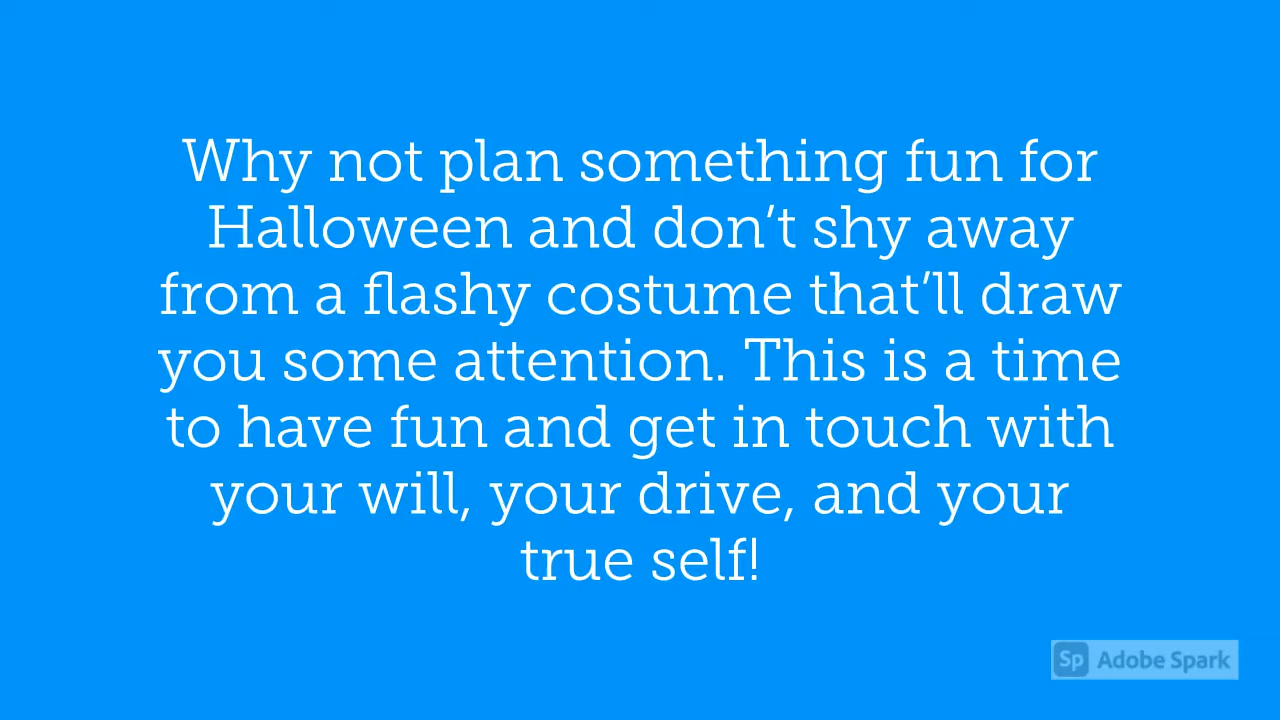 Why not plan something fun for
Halloween and don’t shy away
from a flashy costume that’ll draw
you some attention. This is a time
to have fun and get in touch with
your will, your drive, and your
true self!
Sp Adobe Spark